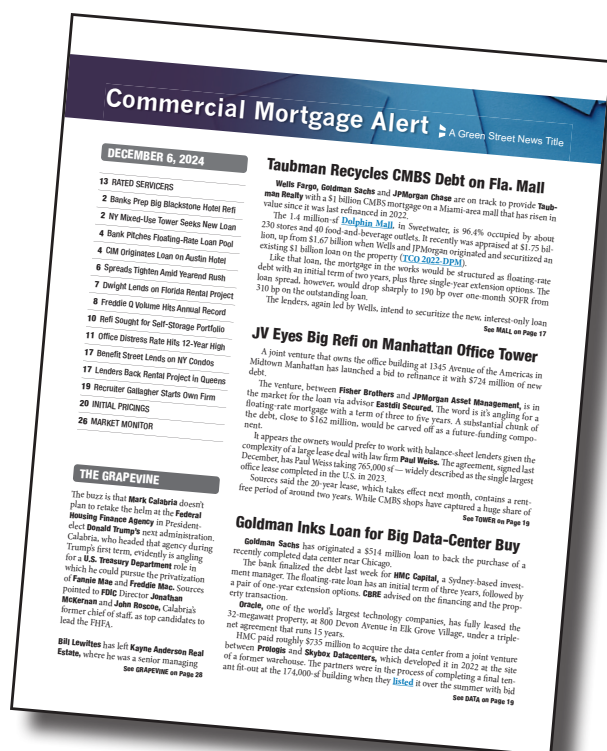 Commercial Mortgage Alert
A Green Street News Title
DECEMBER 6, 2024
13 RATED SERVICERS
2 Banks Prep Big Blackstone Hotel Refi
2 NY Mixed-Use Tower Seeks New Loan
4 Bank Pitches Floating-Rate Loan Pool
4 CIM Originates Loan on Austin Hotel
6 Spreads Tighten Amid Yearend Rush
7 Dwight Lends on Florida Rental Project
8 Freddie Q Volume Hits Annual Record
10 Refi Sought for Self-Storage Portfolio
11 Office Distress Rate Hits 12-Year High
17 Benefit Street Lends on NY Condos
17 Lenders Back Rental Project in Queens
19 Recruiter Gallagher Starts Own Firm
20 INITIAL PRICINGS
26 MARKET MONITOR
THE GRAPEVINE
The buzz is that Mark Calabria doesn't
plan to retake the helm at the Federal
Housing Finance Agency in President-
elect Donald Trump's next administration.
Calabria, who headed that agency during
Trump's first term, evidently is angling
for a U.S. Treasury Department role in
which he could pursue the privatization
of Fannie Mae and Freddie Mac. Sources
pointed to FDIC Director Jonathan
McKernan and John Roscoe, Calabria's
former chief of staff, as top candidates to
lead the FHFA.
Bill Lewittes has left Kayne Anderson Real
Estate, where he was a senior managing
See GRAPEVINE on Page 28
Taubman Recycles CMBS Debt on Fla. Mall
Wells Fargo, Goldman Sachs and JPMorgan Chase are on track to provide Taub-
man Realty with a $1 billion CMBS mortgage on a Miami-area mall that has risen in
value since it was last refinanced in 2022.
The 1.4 million-sf Dolphin Mall, in Sweetwater, is 96.4% occupied by about
230 stores and 40 food-and-beverage outlets. It recently was appraised at $1.75 bil-
lion, up from $1.67 billion when Wells and JPMorgan originated and securitized an
existing $1 billion loan on the property (TCO 2022-DPM).
Like that loan, the mortgage in the works would be structured as floating-rate
debt with an initial term of two years, plus three single-year extension options. The
loan spread, however, would drop sharply to 190 bp over one-month SOFR from
310 bp on the outstanding loan.
The lenders, again led by Wells, intend to securitize the new, interest-only loan
See MALL on Page 17
JV Eyes Big Refi on Manhattan Office Tower
A joint venture that owns the office building at 1345 Avenue of the Americas in
Midtown Manhattan has launched a bid to refinance it with $724 million of new
debt.
The venture, between Fisher Brothers and JPMorgan Asset Management, is in
the market for the loan via advisor Eastdil Secured. The word is it's angling for a
floating-rate mortgage with a term of three to five years. A substantial chunk of
the debt, close to $162 million, would be carved off as a future-funding compo-
nent.
It appears the owners would prefer to work with balance-sheet lenders given the
complexity of a large lease deal with law firm Paul Weiss. The agreement, signed last
December, has Paul Weiss taking 765,000 sf — widely described as the single largest
office lease completed in the U.S. in 2023.
Sources said the 20-year lease, which takes effect next month, contains a rent-
free period of around two years. While CMBS shops have captured a huge share of
See TOWER on Page 19
Goldman Inks Loan for Big Data-Center Buy
Goldman Sachs has originated a $514 million loan to back the purchase of a
recently completed data center near Chicago.
The bank finalized the debt last week for HMC Capital, a Sydney-based invest-
ment manager. The floating-rate loan has an initial term of three years, followed by
a pair of one-year extension options. CBRE advised on the financing and the prop-
erty transaction.
Oracle, one of the world's largest technology companies, has fully leased the
32-megawatt property, at 800 Devon Avenue in Elk Grove Village, under a triple-
net agreement that runs 15 years.
HMC paid roughly $735 million to acquire the data center from a joint venture
between Prologis and Skybox Datacenters, which developed it in 2022 at the site
of a former warehouse. The partners were in the process of completing a final ten-
ant fit-out at the 174,000-sf building when they listed it over the summer with bid
See DATA on Page 19